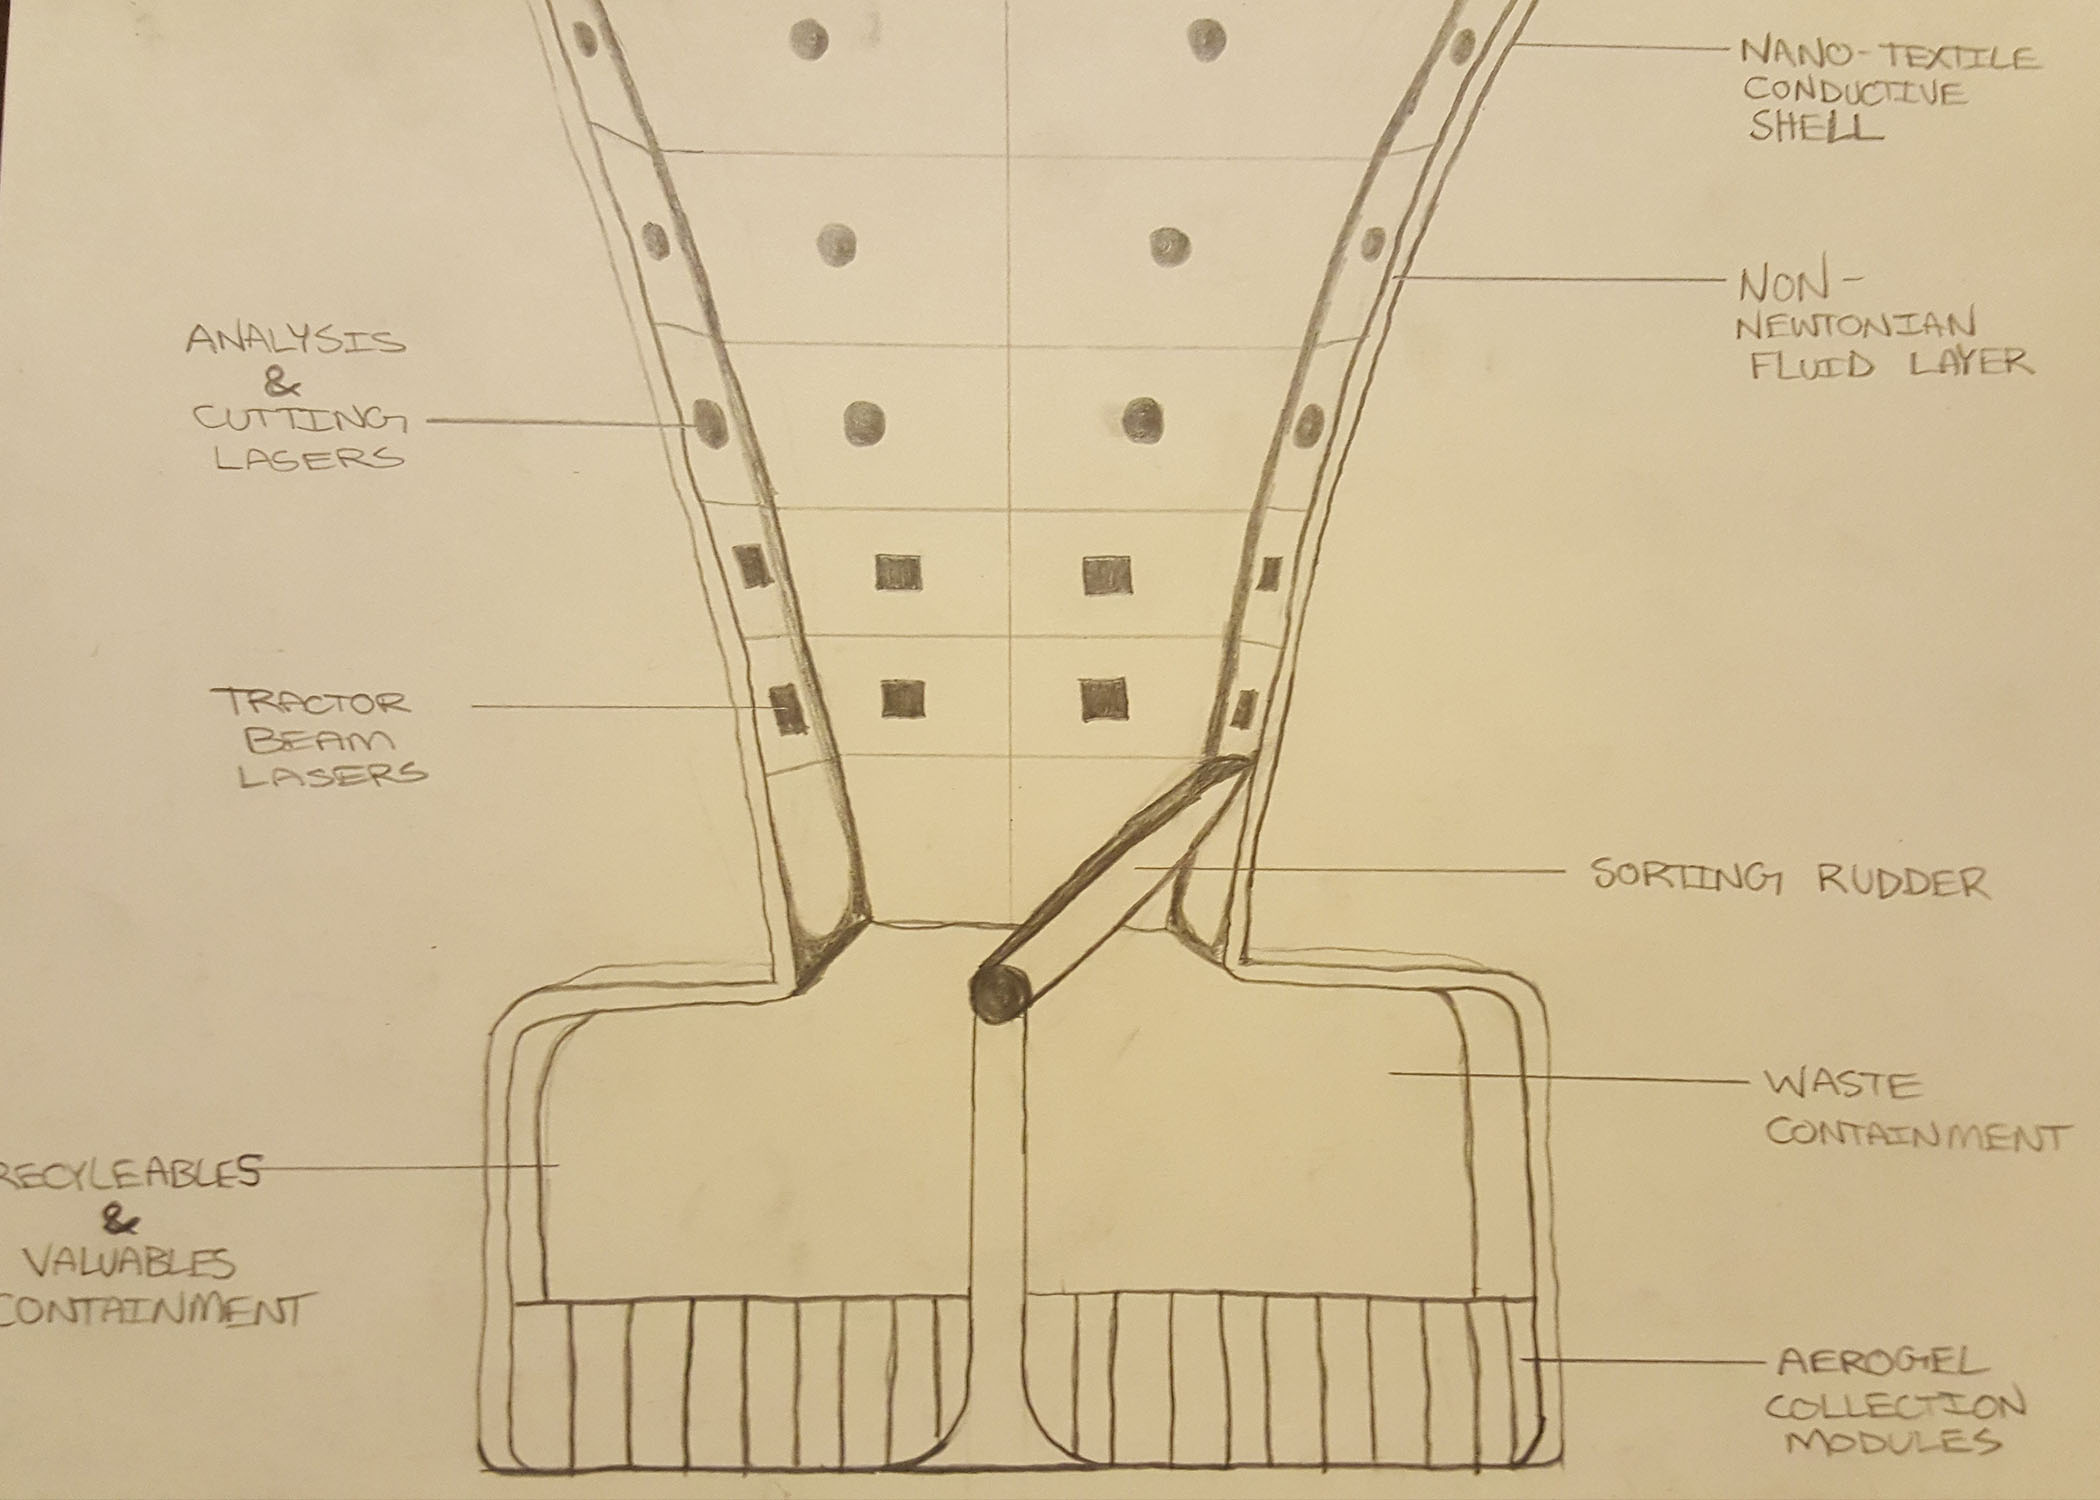 NANO-TEXTILE
CONDUCTIVE
SHELL
NON-
NEWTONIAN
FLUID LAYER
ANALYSIS
&
CUTTING
LASERS
TRACTOR
BEAM
LASERS
SORTING RUDDER
WASTE
CONTAINMENT
RECYLEABLES
&
VALUABLES
CONTAINMENT
AEROGEL
COLLECTION
MODULES